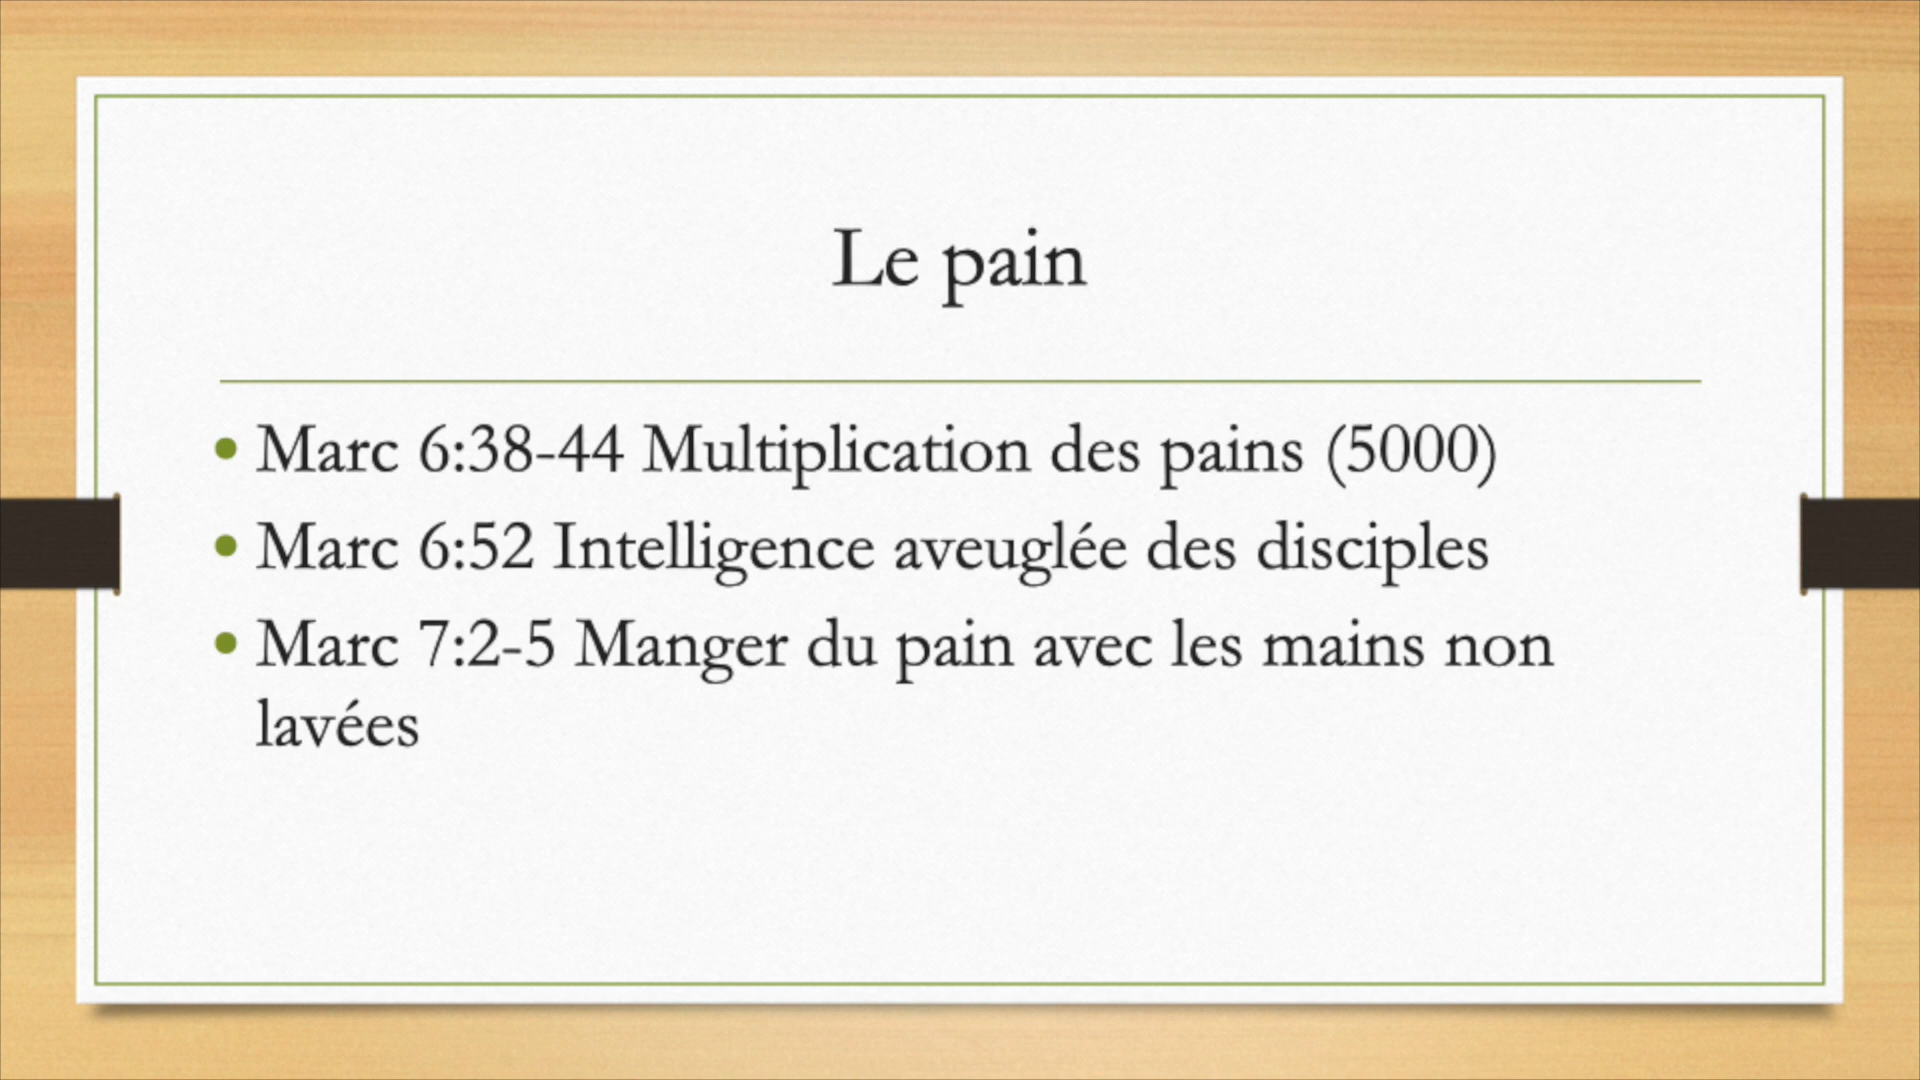 Le pain
• Marc 6:38-44 Multiplication des pains (5000)
• Marc 6:52 Intelligence aveuglée des disciples
• Marc 7:2-5 Manger du pain avec les mains non
lavées